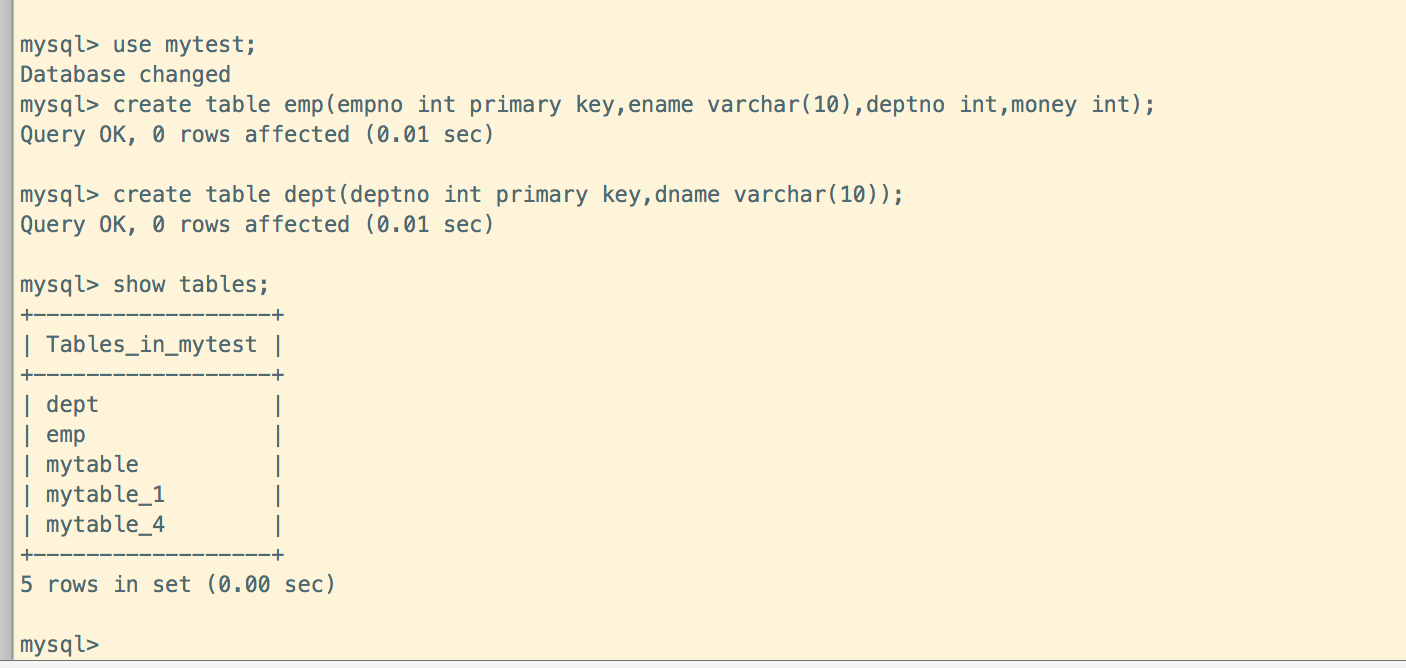 mysql> use mytest;
Database changed
mysql> create table emp(empno int primary key,ename varchar(10),deptno int,money int);
Query OK, 0 rows affected (0.01 sec)
mysql> create table dept(deptno int primary key,dname varchar(10));
Query OK, 0 rows affected (0.01 sec)
mysql> show tables;
+------------------+
| Tables_in_mytest |
+------------------+
| dept             |
| emp              |
| mytable          |
| mytable_1        |
| mytable_4        |
+------------------+
5 rows in set (0.00 sec)
mysql>